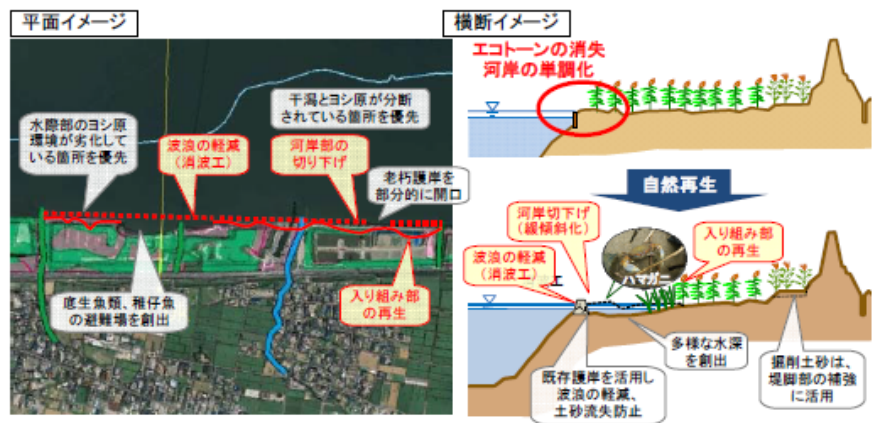 平面イメージ
水際部のヨシ原
環境が劣化して
いる箇所を優先
波浪の軽減
(消波工)
干潟とヨシ原が分断
されている箇所を優先
河岸部の
切り下げ
老朽護岸を
部分的に開口
底生魚類、稚仔魚
の避難場を創出
入り組み部
の再生
横断イメージ
エコトーンの消失
河岸の単調化
自然再生
河岸切下げ
(緩傾斜化)
波浪の軽減
(消波工)
工
ハマガニ
入り組み部
の再生
多様な水深
を創出
既存護岸を活用し
波浪の軽減、
土砂流失防止
掘削土砂は、
堤脚部の補強
に活用